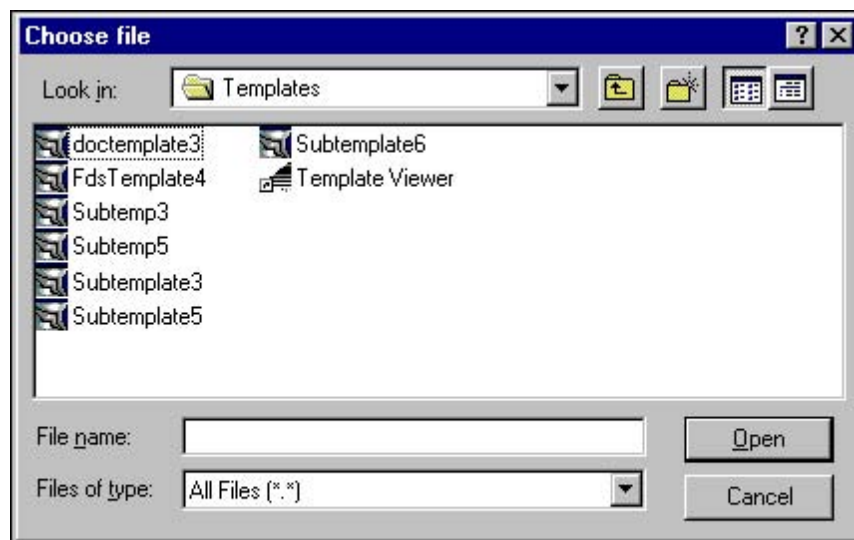 Choose file
Look in: Templates
doctemplate3
FdsTemplate4
Subtemp3
Subtemp5
Subtemplate3
Subtemplate5
Subtemplate6
Template Viewer
File name:
Open
Files of type: All Files (*.*)
Cancel